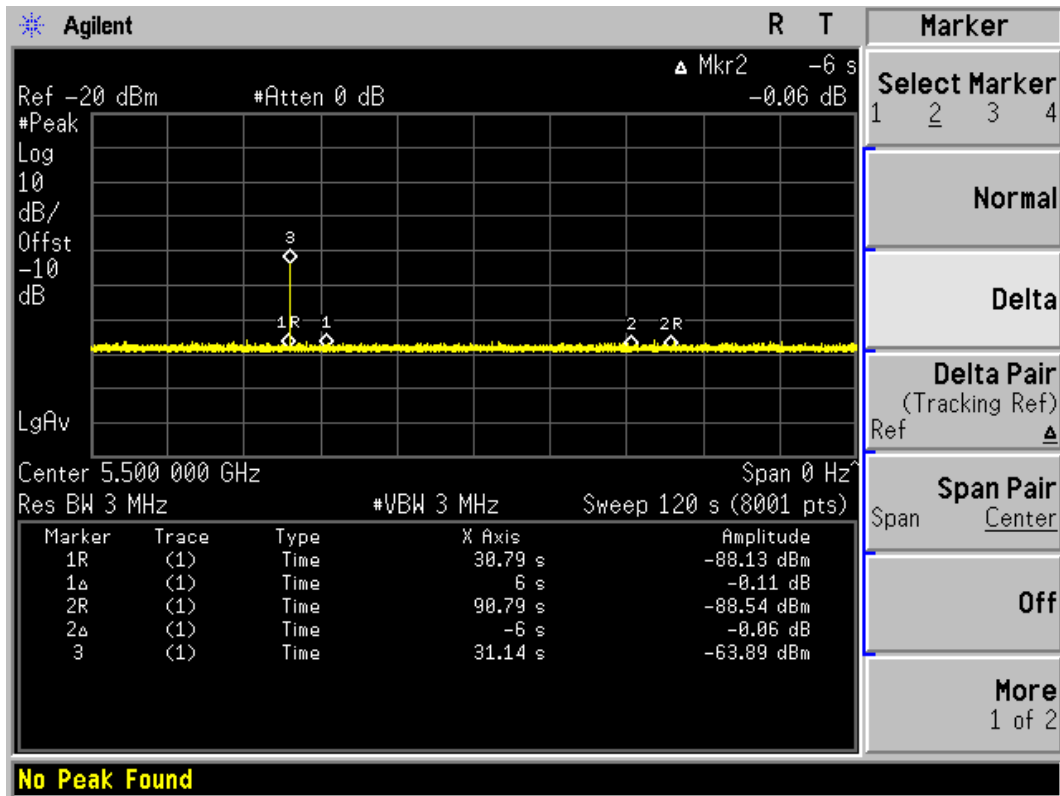 Agilent
R T
Marker
Δ Mkr2 -6 s
Ref -20 dBm #Atten 0 dB -0.06 dB
#Peak
Log
10
dB/
Offst
-10
dB
3
1R 1 2 2R
LgAv
Center 5.500 000 GHz Span 0 Hz^
Res BW 3 MHz #VBW 3 MHz Sweep 120 s (8001 pts)
Marker Trace Type X Axis Amplitude
1R (1) Time 30.79 s -88.13 dBm
1Δ (1) Time 6 s -0.11 dB
2R (1) Time 90.79 s -88.54 dBm
2Δ (1) Time -6 s -0.06 dB
3 (1) Time 31.14 s -63.89 dBm
Select Marker
1 2 3 4
Normal
Delta
Delta Pair
(Tracking Ref)
Ref Δ
Span Pair
Span Center
Off
More
1 of 2
No Peak Found